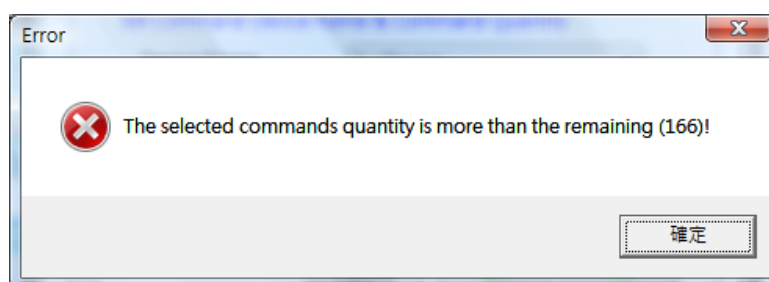 Error
The selected commands quantity is more than the remaining (166)!
確定